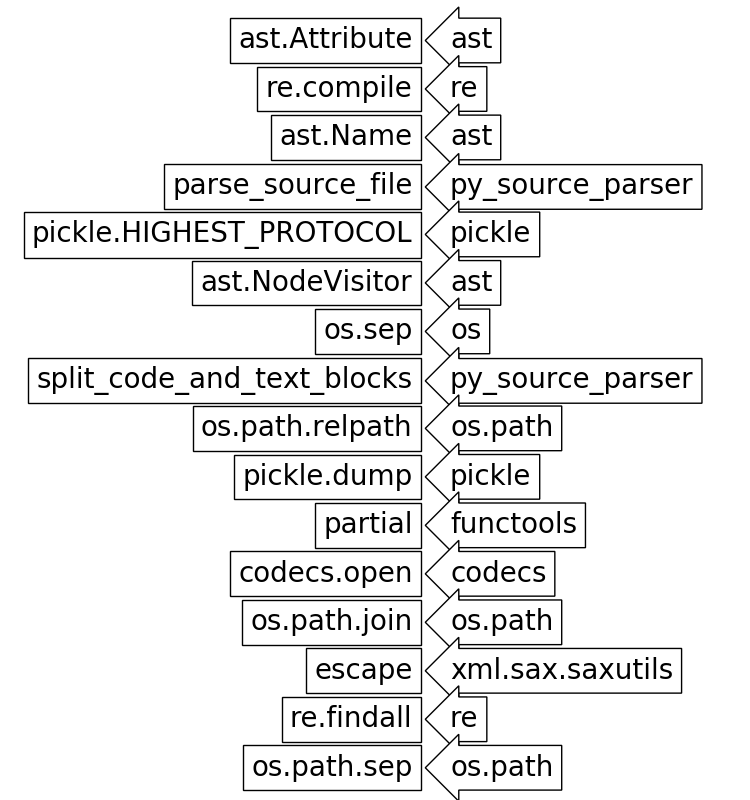 ast.Attribute ast
re.compile re
ast.Name ast
parse_source_file py_source_parser
pickle.HIGHEST_PROTOCOL pickle
ast.NodeVisitor ast
os.sep os
split_code_and_text_blocks py_source_parser
os.path.relpath os.path
pickle.dump pickle
partial functools
codecs.open codecs
os.path.join os.path
escape xml.sax.saxutils
re.findall re
os.path.sep os.path